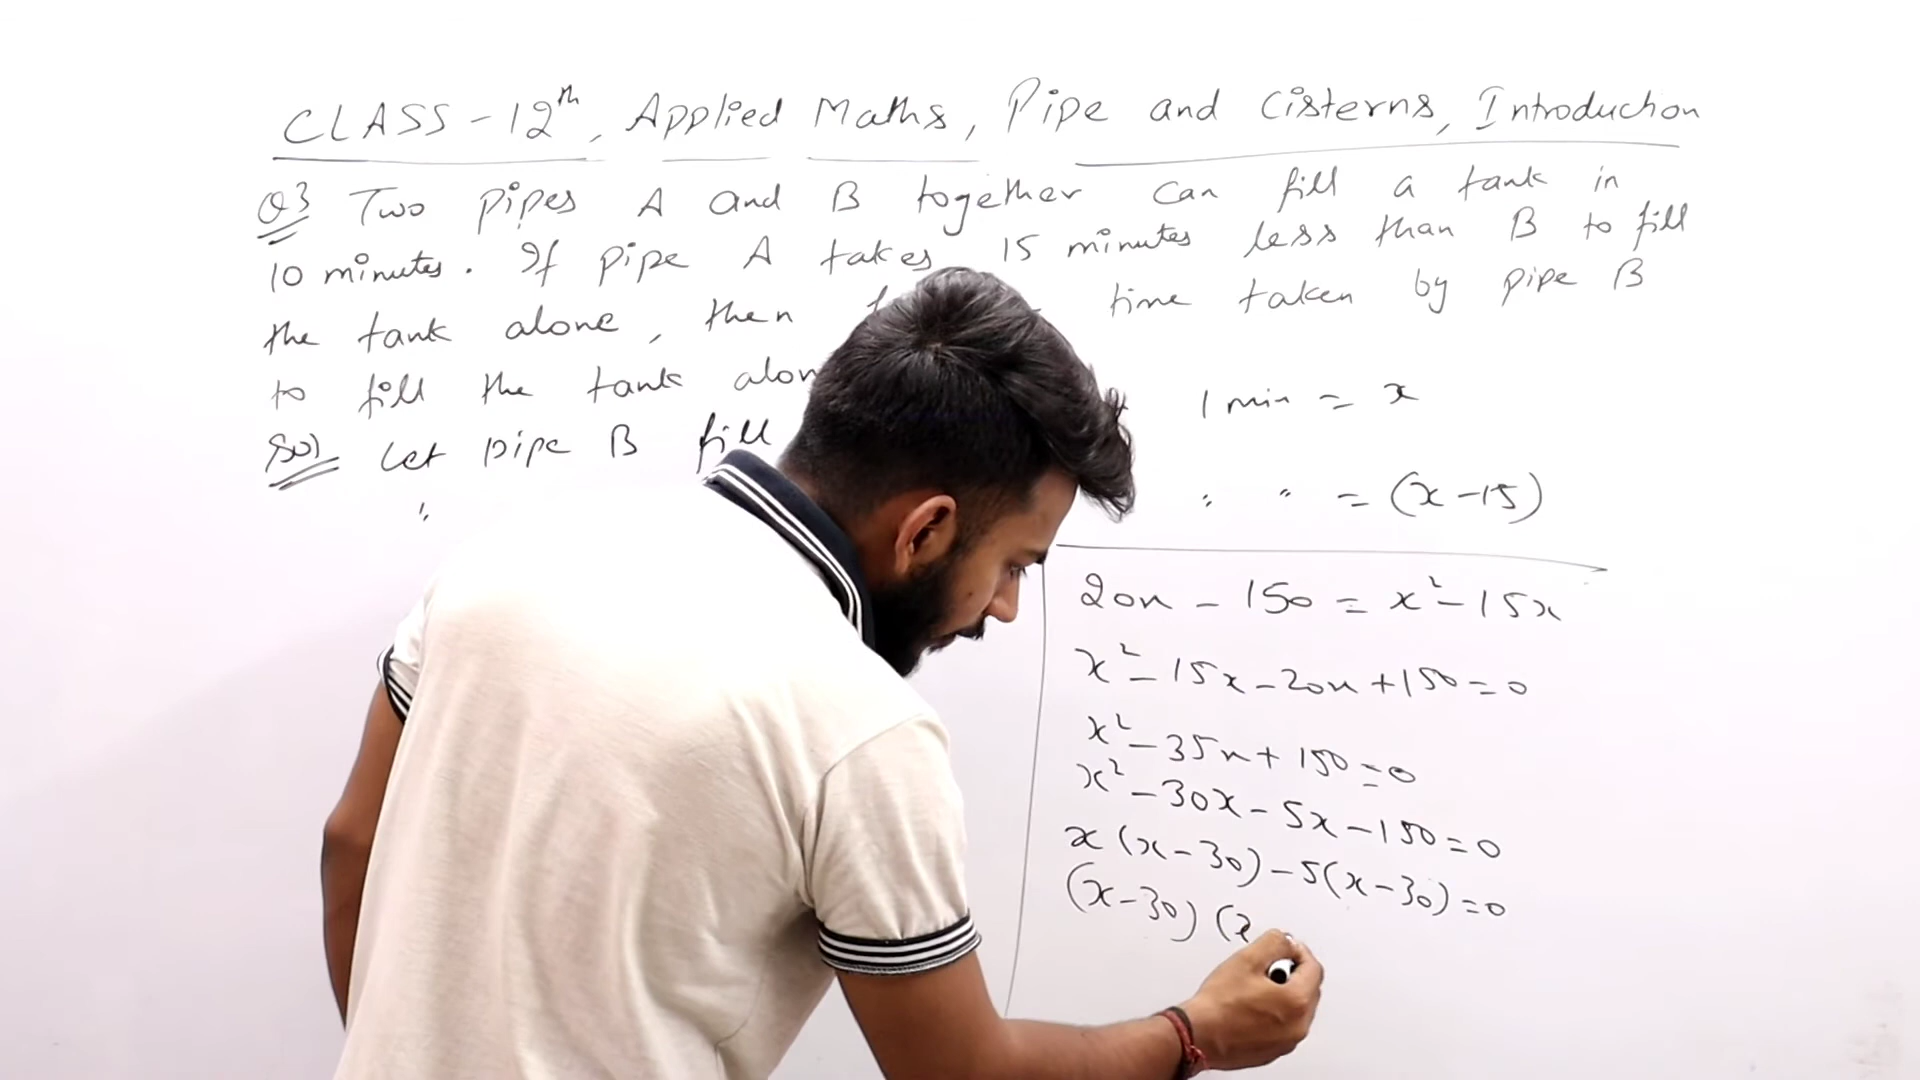 CLASS-12th, Applied Maths, Pipe and Cisterns, Introduction
Q3 Two pipes A and B together can fill a tank in
10 minutes. If pipe A takes 15 minutes less than B to fill
the tank alone, then time taken by pipe B
to fill the tank alon
Sol Let pipe B fill 1 min = x
" " " = (x-15)
20x - 150 = x² - 15x
x² - 15x - 20x + 150 = 0
x² - 35x + 150 = 0
x² - 30x - 5x - 150 = 0
x (x-30) - 5(x-30) = 0
(x-30) (x